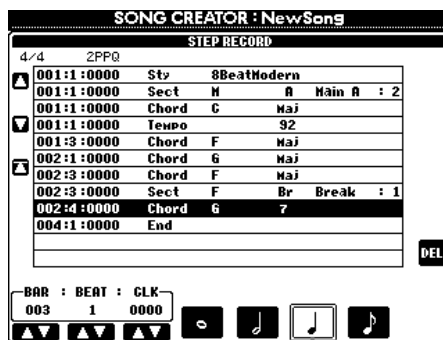 SONG CREATOR : NewSong
STEP RECORD
4/4 2PPQ
001:1:0000 Sty 8BeatModern
001:1:0000 Sect M A Main A : 2
001:1:0000 Chord C Maj
001:1:0000 Tempo 92
001:3:0000 Chord F Maj
002:1:0000 Chord G Maj
002:3:0000 Chord F Maj
002:3:0000 Sect F Br Break : 1
002:4:0000 Chord G 7
004:1:0000 End
DEL
BAR : BEAT : CLK
003 1 0000